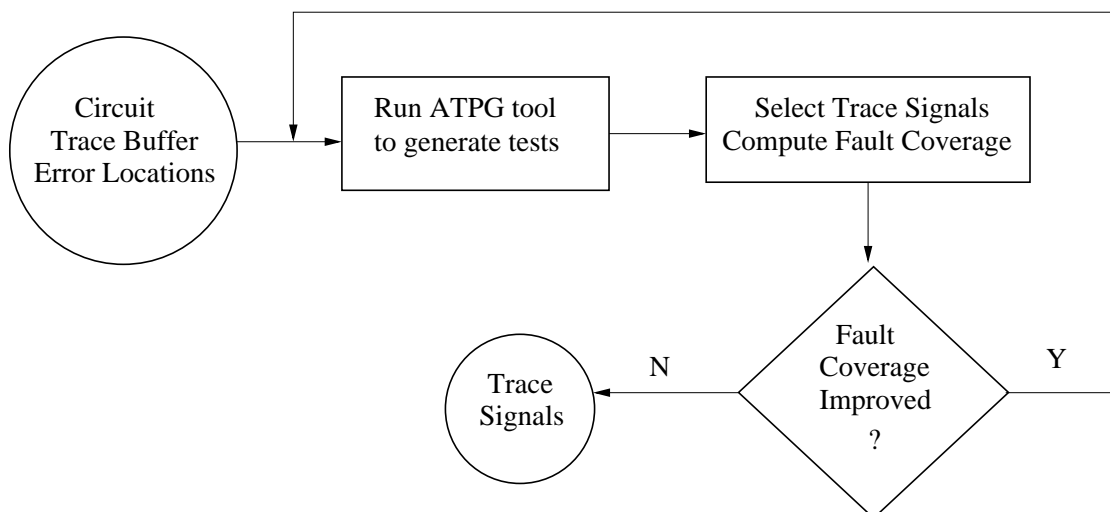 Circuit
Trace Buffer
Error Locations
Run ATPG tool
to generate tests
Select Trace Signals
Compute Fault Coverage
Fault
Coverage
Improved
?
N
Y
Trace
Signals